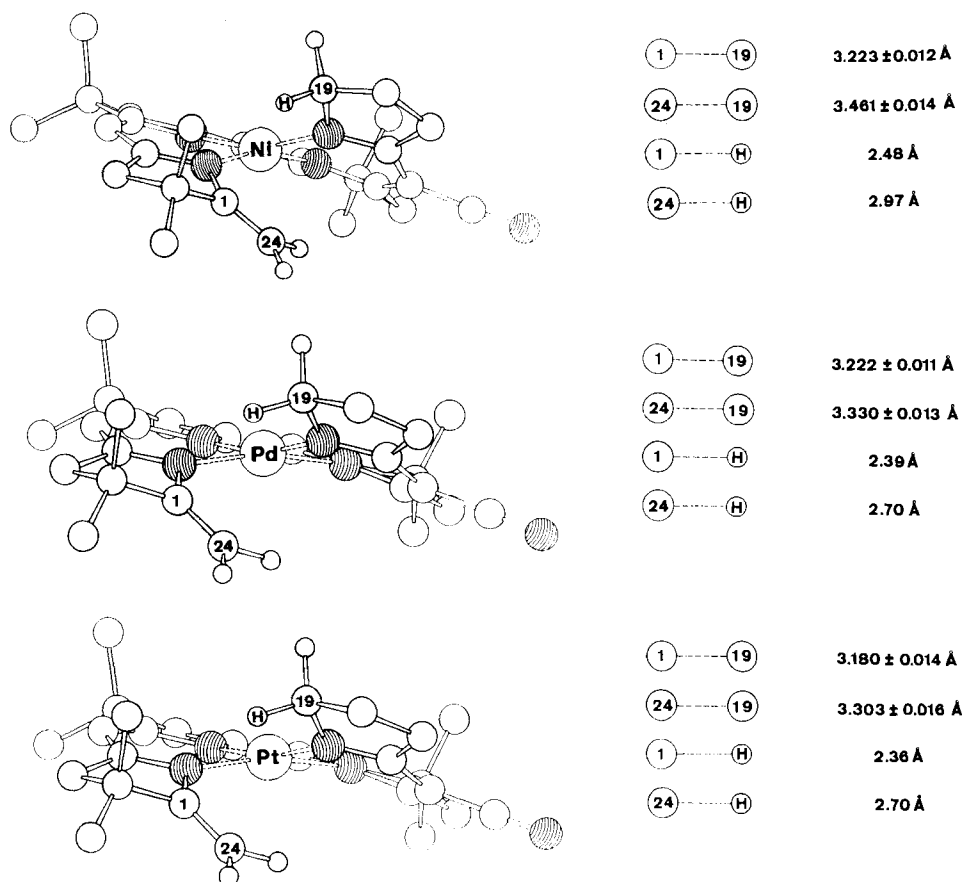 19
H
Ni
1
24
1 19 3.223 ±0.012 Å
24 19 3.461 ±0.014 Å
1 H 2.48 Å
24 H 2.97 Å
19
H
Pd
1
24
1 19 3.222 ± 0.011 Å
24 19 3.330 ± 0.013 Å
1 H 2.39 Å
24 H 2.70 Å
19
H
Pt
1
24
1 19 3.180 ± 0.014 Å
24 19 3.303 ± 0.016 Å
1 H 2.36 Å
24 H 2.70 Å